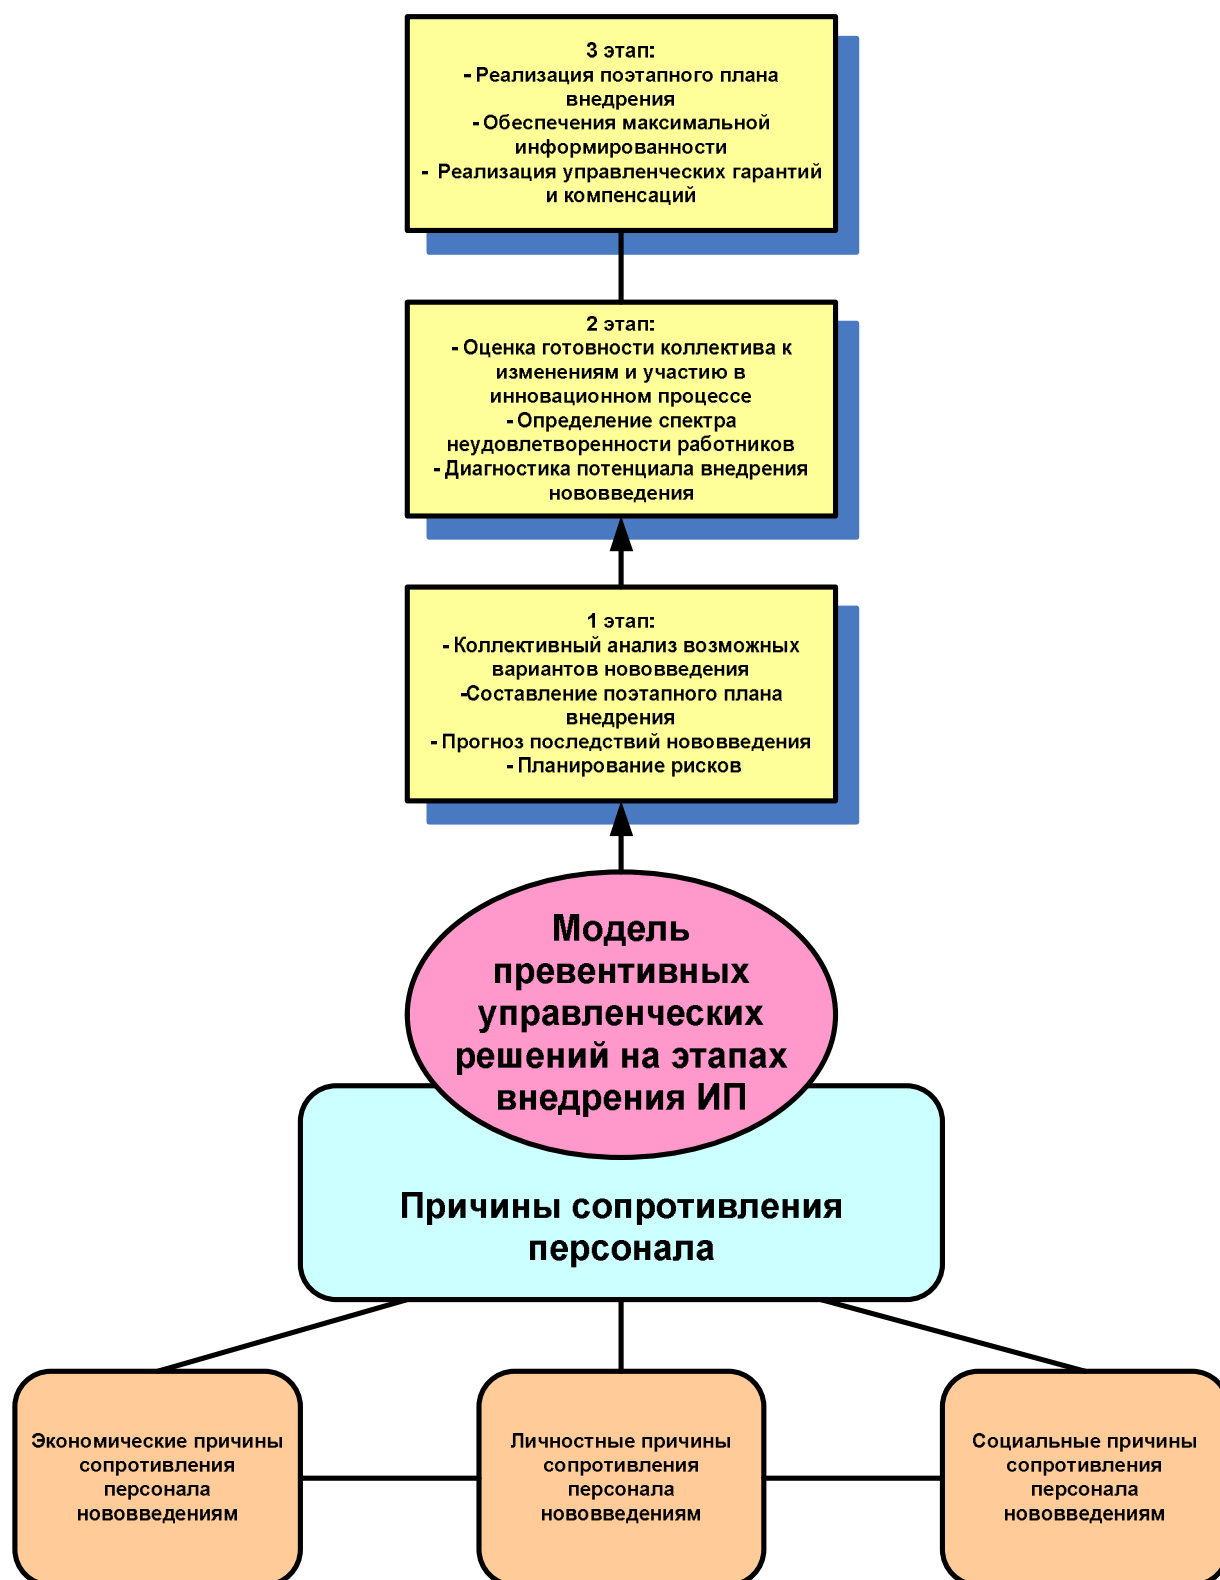 3 этап:
- Реализация поэтапного плана
внедрения
- Обеспечения максимальной
информированности
- Реализация управленческих гарантий
и компенсаций
2 этап:
- Оценка готовности коллектива к
изменениям и участию в
инновационном процессе
- Определение спектра
неудовлетворенности работников
- Диагностика потенциала внедрения
нововведения
1 этап:
- Коллективный анализ возможных
вариантов нововведения
-Составление поэтапного плана
внедрения
- Прогноз последствий нововведения
- Планирование рисков
Модель
превентивных
управленческих
решений на этапах
внедрения ИП
Причины сопротивления
персонала
Экономические причины
сопротивления
персонала
нововведениям
Личностные причины
сопротивления
персонала
нововведениям
Социальные причины
сопротивления
персонала
нововведениям